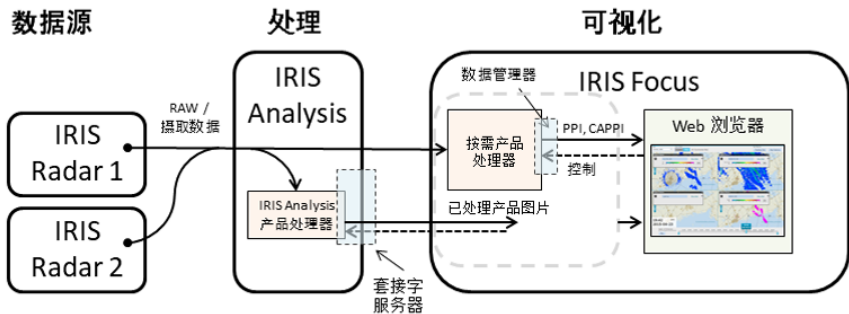 数据源
处理
可视化
IRIS
Analysis
数据管理器
IRIS Focus
RAW /
摄取数据
IRIS
Radar 1
按需产品
处理器
PPI, CAPPI
控制
Web 浏览器
IRIS Analysis
产品处理器
已处理产品图片
IRIS
Radar 2
套接字
服务器